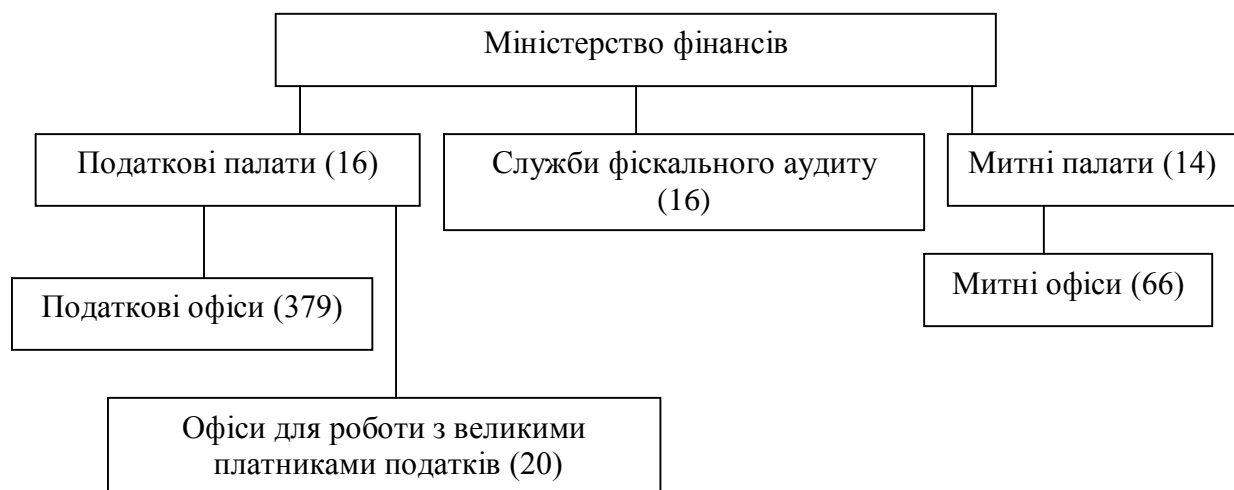 Міністерство фінансів
Податкові палати (16)
Служби фіскального аудиту
(16)
Митні палати (14)
Податкові офіси (379)
Митні офіси (66)
Офіси для роботи з великими
платниками податків (20)